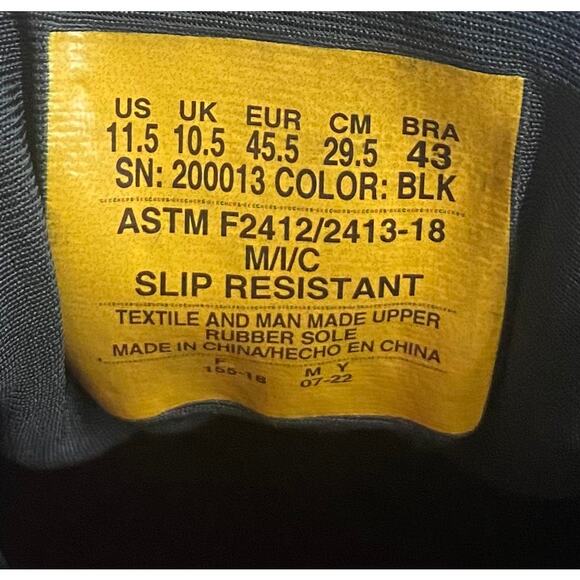 US UK EUR CM BRA
11.5 10.5 45.5 29.5 43
SN: 200013 COLOR: BLK
ASTM F2412/2413-18
M/I/C
SLIP RESISTANT
TEXTILE AND MAN MADE UPPER
RUBBER SOLE
MADE IN CHINA/HECHO EN CHINA
F M Y
155-18 07-22